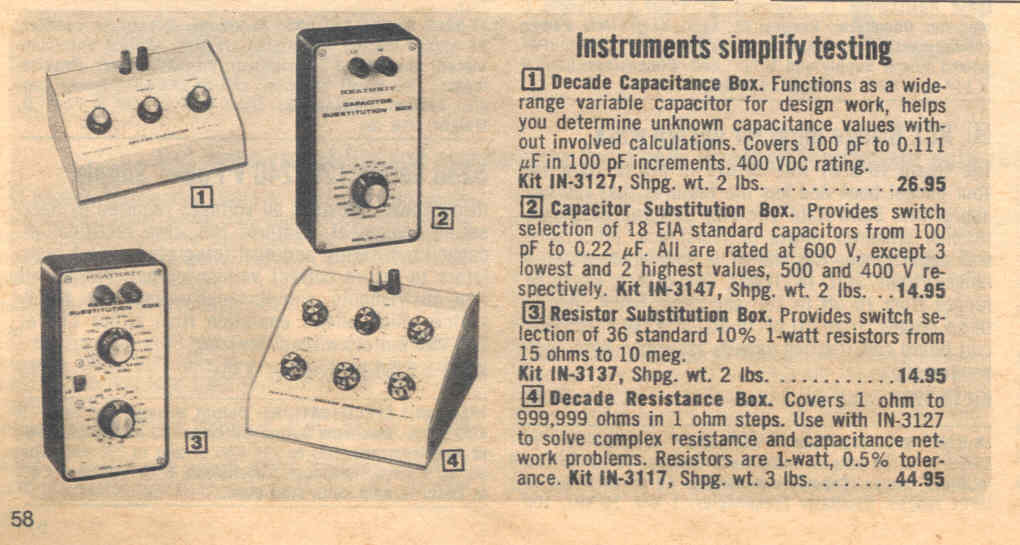 HEATHKIT
CAPACITOR
SUBSTITUTION BOX
1
2
HEATHKIT
SUBSTITUTION BOX
3
4
Instruments simplify testing
1 Decade Capacitance Box. Functions as a wide-
range variable capacitor for design work, helps
you determine unknown capacitance values with-
out involved calculations. Covers 100 pF to 0.111
µF in 100 pF increments. 400 VDC rating.
Kit IN-3127, Shpg. wt. 2 lbs. ............26.95
2 Capacitor Substitution Box. Provides switch
selection of 18 EIA standard capacitors from 100
pF to 0.22 µF. All are rated at 600 V, except 3
lowest and 2 highest values, 500 and 400 V re-
spectively. Kit IN-3147, Shpg. wt. 2 lbs. ..14.95
3 Resistor Substitution Box. Provides switch se-
lection of 36 standard 10% 1-watt resistors from
15 ohms to 10 meg.
Kit IN-3137, Shpg. wt. 2 lbs. ............14.95
4 Decade Resistance Box. Covers 1 ohm to
999,999 ohms in 1 ohm steps. Use with IN-3127
to solve complex resistance and capacitance net-
work problems. Resistors are 1-watt, 0.5% toler-
ance. Kit IN-3117, Shpg. wt. 3 lbs. ........44.95
58